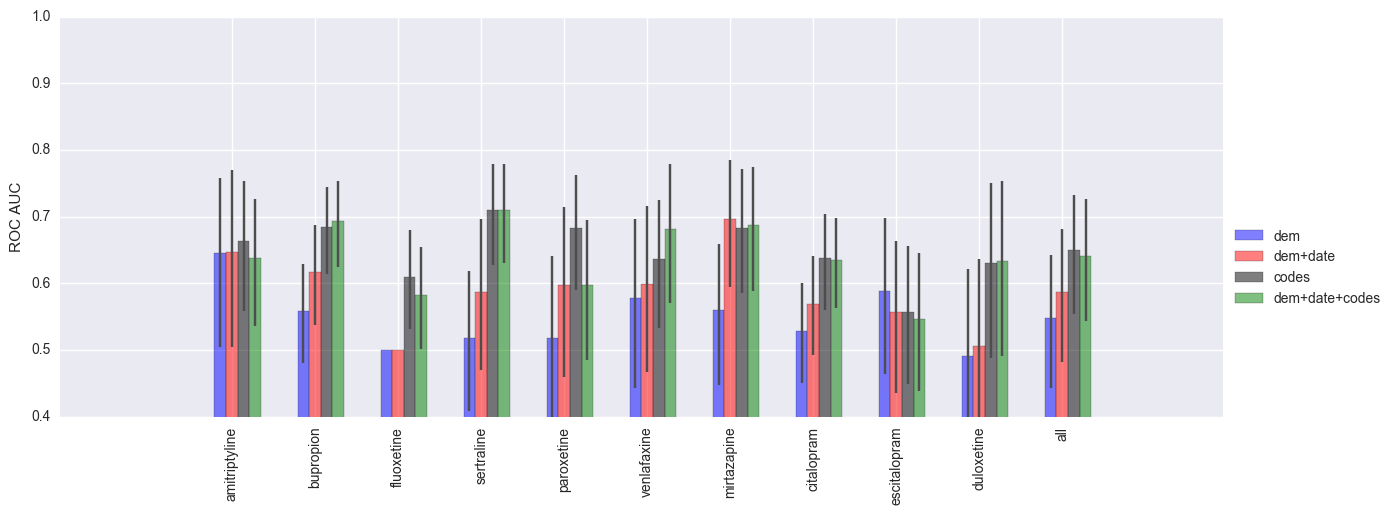 1.0
0.9
0.8
0.7
0.6
0.5
0.4
ROC AUC
amitriptyline
bupropion
fluoxetine
sertraline
paroxetine
venlafaxine
mirtazapine
citalopram
escitalopram
duloxetine
all
dem
dem+date
codes
dem+date+codes